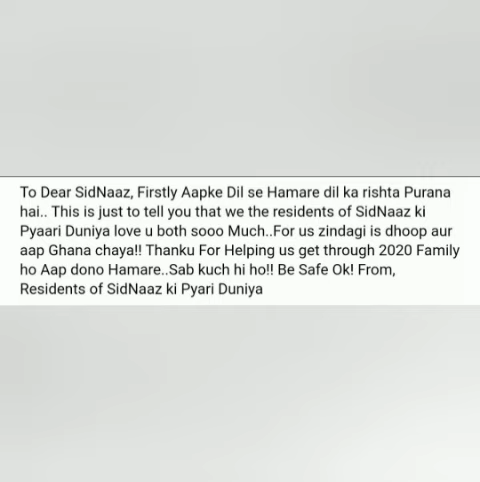 To Dear SidNaaz, Firstly Aapke Dil se Hamare dil ka rishta Purana
hai.. This is just to tell you that we the residents of SidNaaz ki
Pyaari Duniya love u both sooo Much..For us zindagi is dhoop aur
aap Ghana chaya!! Thanku For Helping us get through 2020 Family
ho Aap dono Hamare..Sab kuch hi ho!! Be Safe Ok! From,
Residents of SidNaaz ki Pyari Duniya